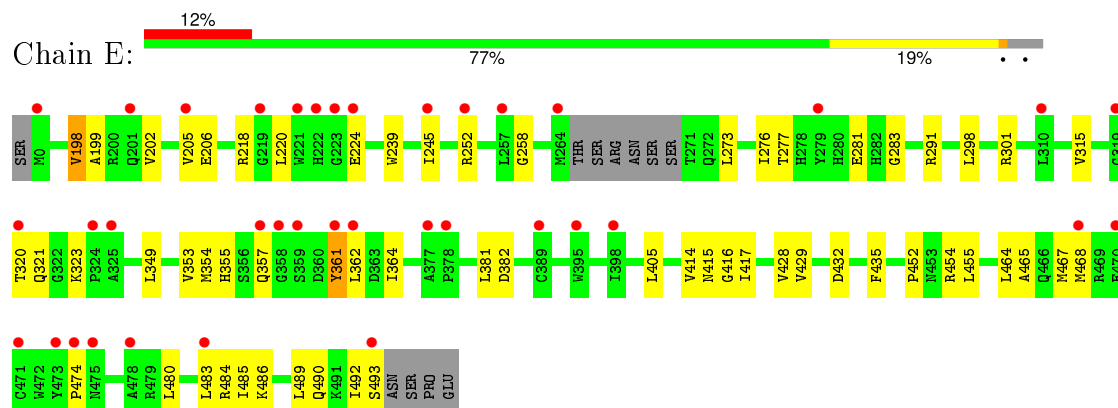 12%
Chain E:
77% 19% • •
SER M0 V198 A199 R200 Q201 V202 V205 E206 R218 G219 L220 W221 H222 G223 E224 W239 I245 R252 L257 G258 M264 THR SER ARG ASN SER SER T271 Q272 L273 I276 T277 H278 Y279 H280 E281 H282 G283 R291 L298 R301 L310 V315
T320 Q321 G322 K323 P324 A325 L349 V353 M354 H355 S356 Q357 G358 S359 D360 Y361 L362 D363 I364 A377 P378 L381 D382 C389 W395 I398 L405 V414 N415 G416 I417 V428 V429 D432 F435 P452 N453 R454 L455 L464 A465 Q466 M467 M468 R469
C471 W472 Y473 P474 N475 A478 R479 L480 L483 R484 I485 K486 L489 Q490 K491 I492 S493 ASN SER PRO GLU